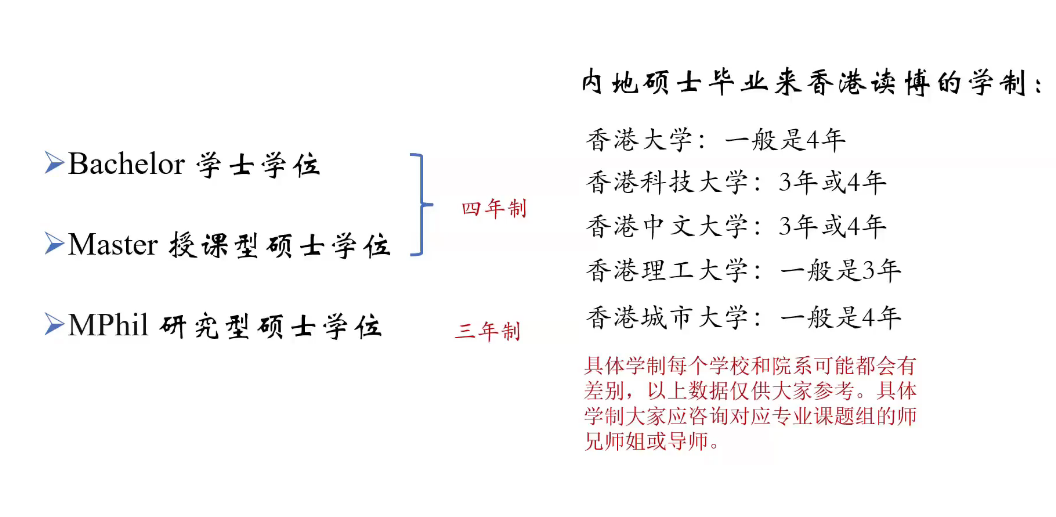 ➢Bachelor 学士学位
➢Master 授课型硕士学位
四年制
➢MPhil 研究型硕士学位
三年制
内地硕士毕业来香港读博的学制：
香港大学：一般是4年
香港科技大学：3年或4年
香港中文大学：3年或4年
香港理工大学：一般是3年
香港城市大学：一般是4年
具体学制每个学校和院系可能都会有
差别，以上数据仅供大家参考。具体
学制大家应咨询对应专业课题组的师
兄师姐或导师。